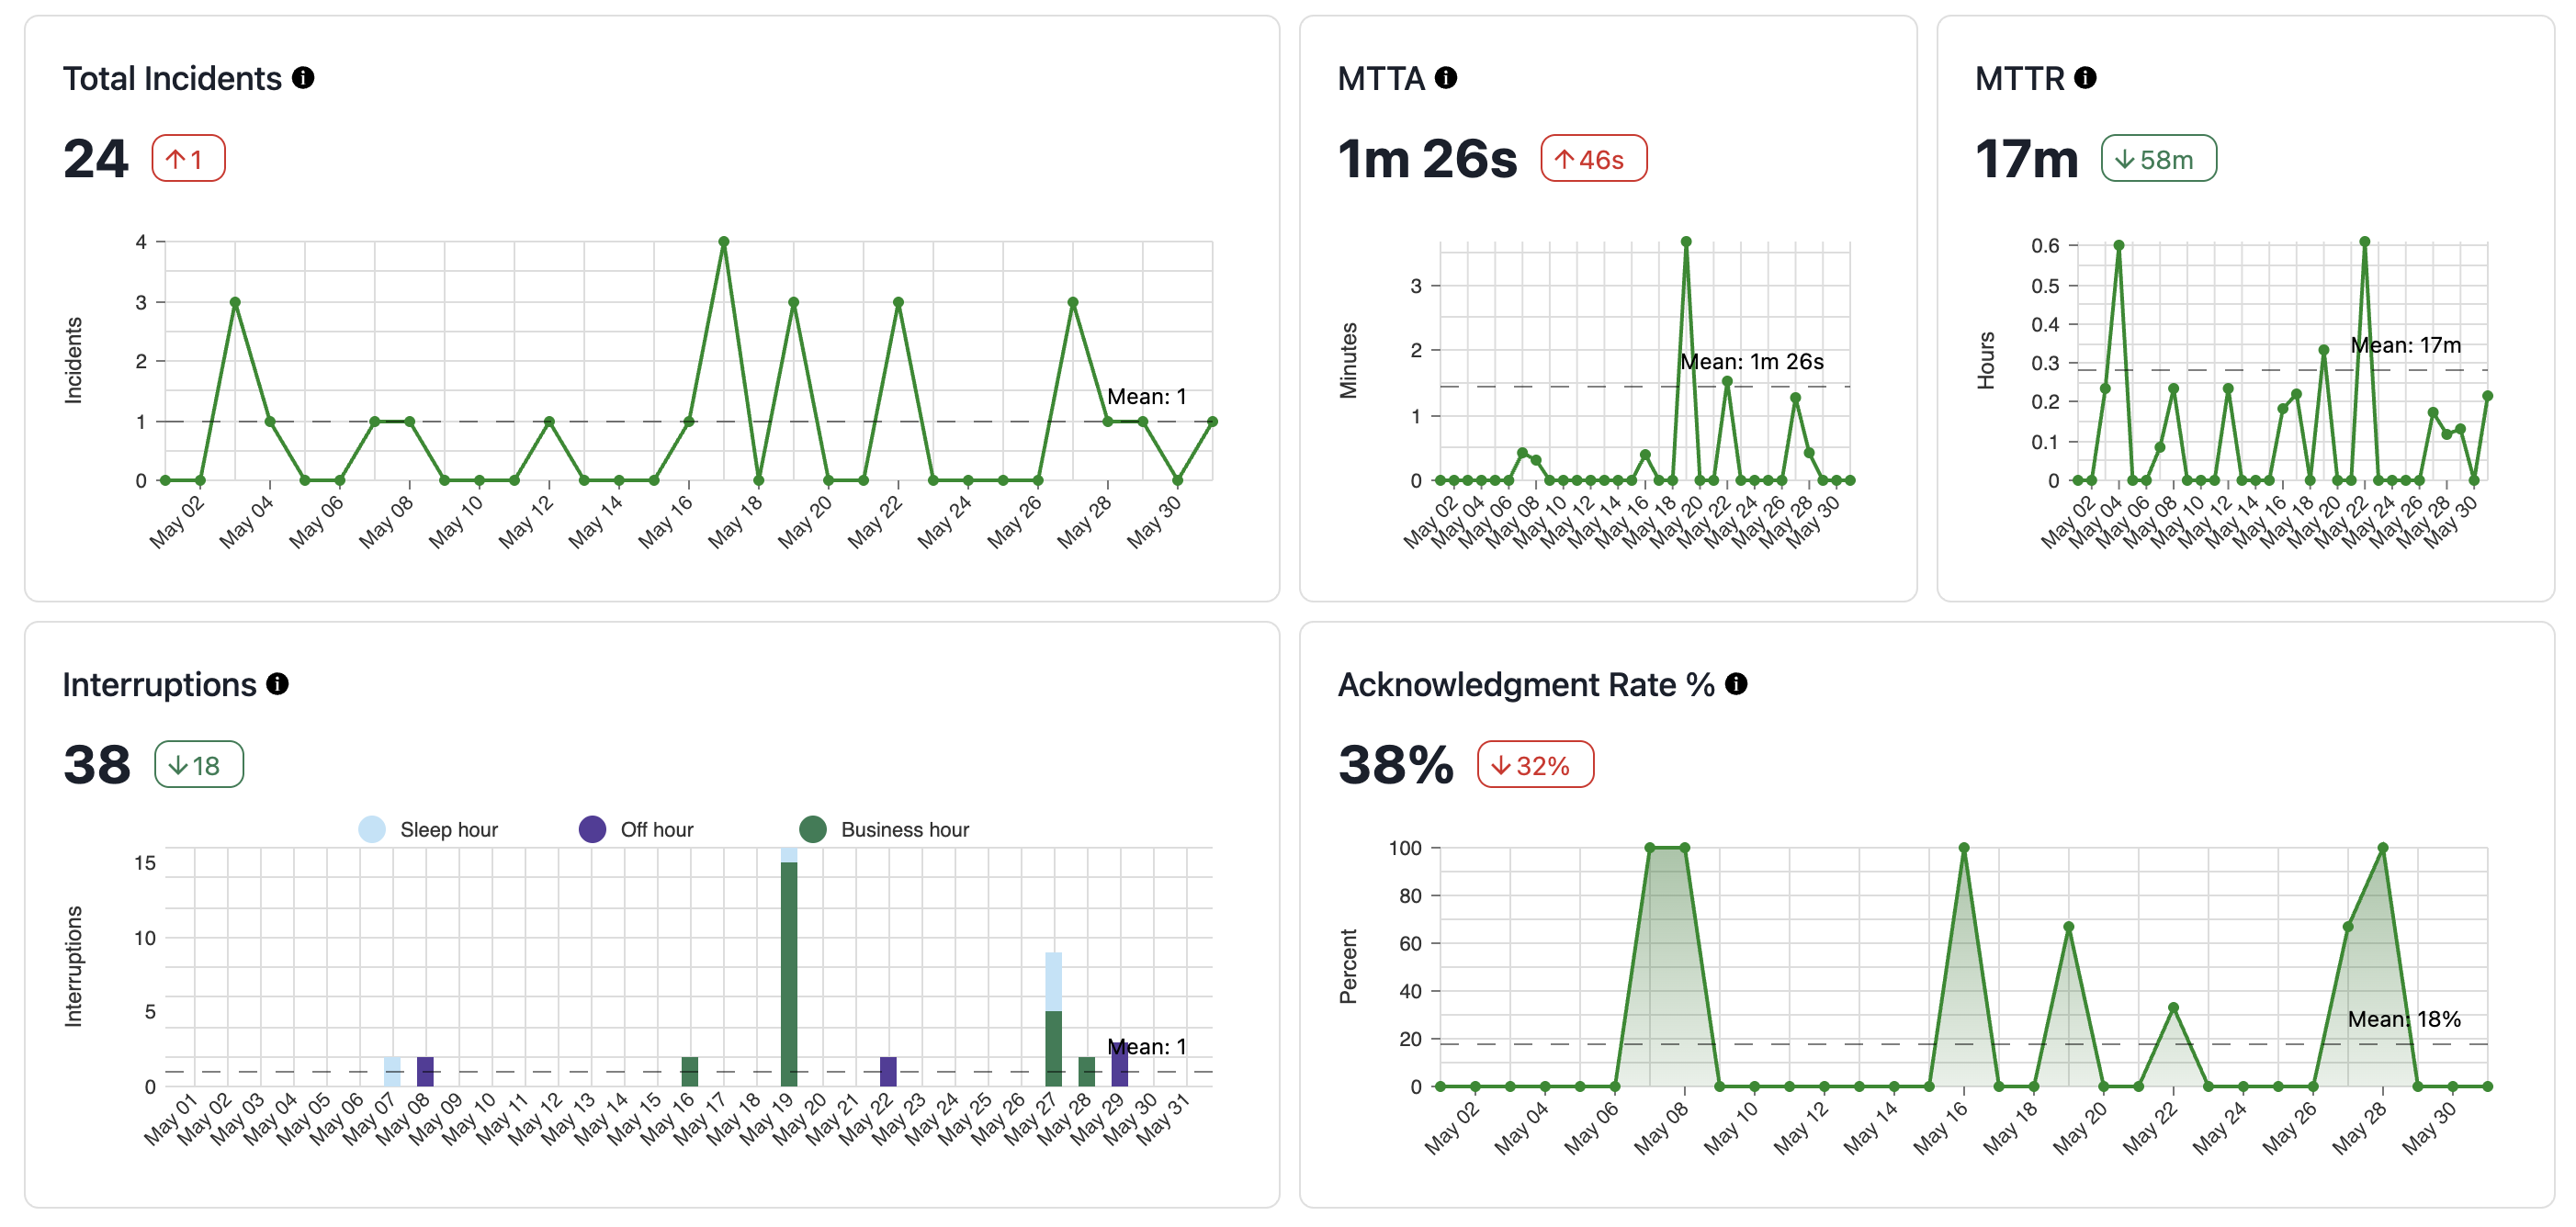 Total Incidents
24 ↑1
4
3
2
1
0
Incidents
Mean: 1
May 02
May 04
May 06
May 08
May 10
May 12
May 14
May 16
May 18
May 20
May 22
May 24
May 26
May 28
May 30
MTTA
1m 26s ↑46s
3
2
1
0
Minutes
Mean: 1m 26s
May 02
May 04
May 06
May 08
May 10
May 12
May 14
May 16
May 18
May 20
May 22
May 24
May 26
May 28
May 30
MTTR
17m ↓58m
0.6
0.5
0.4
0.3
0.2
0.1
0
Hours
Mean: 17m
May 02
May 04
May 06
May 08
May 10
May 12
May 14
May 16
May 18
May 20
May 22
May 24
May 26
May 28
May 30
Interruptions
38 ↓18
Sleep hour Off hour Business hour
15
10
5
0
Interruptions
Mean: 1
May 01
May 02
May 03
May 04
May 05
May 06
May 07
May 08
May 09
May 10
May 11
May 12
May 13
May 14
May 15
May 16
May 17
May 18
May 19
May 20
May 21
May 22
May 23
May 24
May 25
May 26
May 27
May 28
May 29
May 30
May 31
Acknowledgment Rate %
38% ↓32%
100
80
60
40
20
0
Percent
Mean: 18%
May 02
May 04
May 06
May 08
May 10
May 12
May 14
May 16
May 18
May 20
May 22
May 24
May 26
May 28
May 30